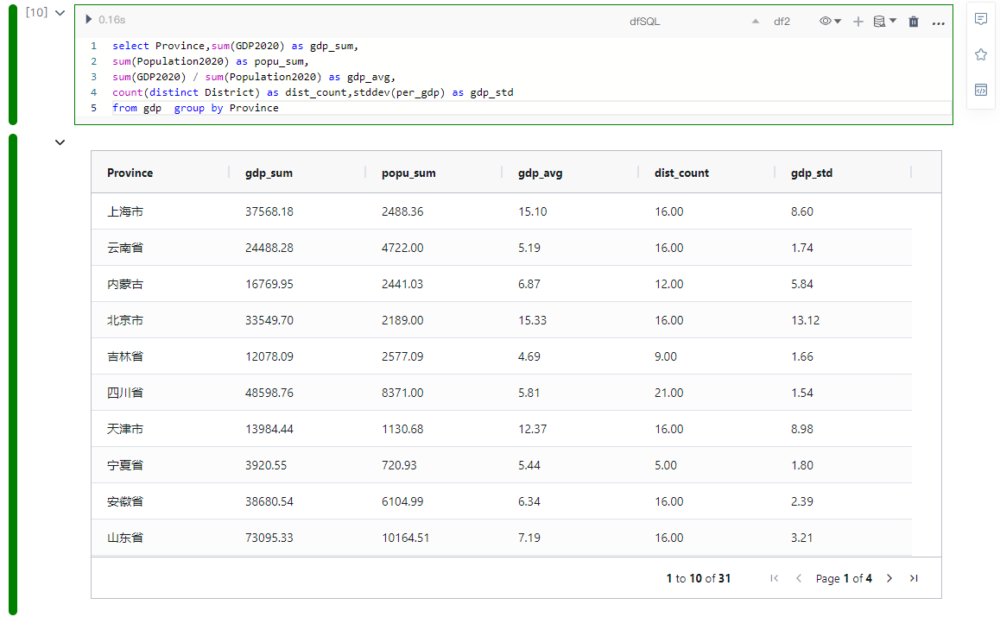 [10]
0.16s dfSQL df2
1 select Province,sum(GDP2020) as gdp_sum,
2 sum(Population2020) as popu_sum,
3 sum(GDP2020) / sum(Population2020) as gdp_avg,
4 count(distinct District) as dist_count,stddev(per_gdp) as gdp_std
5 from gdp  group by Province
Province gdp_sum popu_sum gdp_avg dist_count gdp_std
上海市 37568.18 2488.36 15.10 16.00 8.60
云南省 24488.28 4722.00 5.19 16.00 1.74
内蒙古 16769.95 2441.03 6.87 12.00 5.84
北京市 33549.70 2189.00 15.33 16.00 13.12
吉林省 12078.09 2577.09 4.69 9.00 1.66
四川省 48598.76 8371.00 5.81 21.00 1.54
天津市 13984.44 1130.68 12.37 16.00 8.98
宁夏省 3920.55 720.93 5.44 5.00 1.80
安徽省 38680.54 6104.99 6.34 16.00 2.39
山东省 73095.33 10164.51 7.19 16.00 3.21
1 to 10 of 31 Page 1 of 4